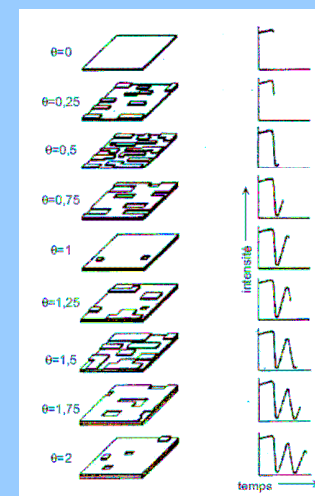 θ=0
θ=0,25
θ=0,5
θ=0,75
θ=1
θ=1,25
θ=1,5
θ=1,75
θ=2
intensité
temps